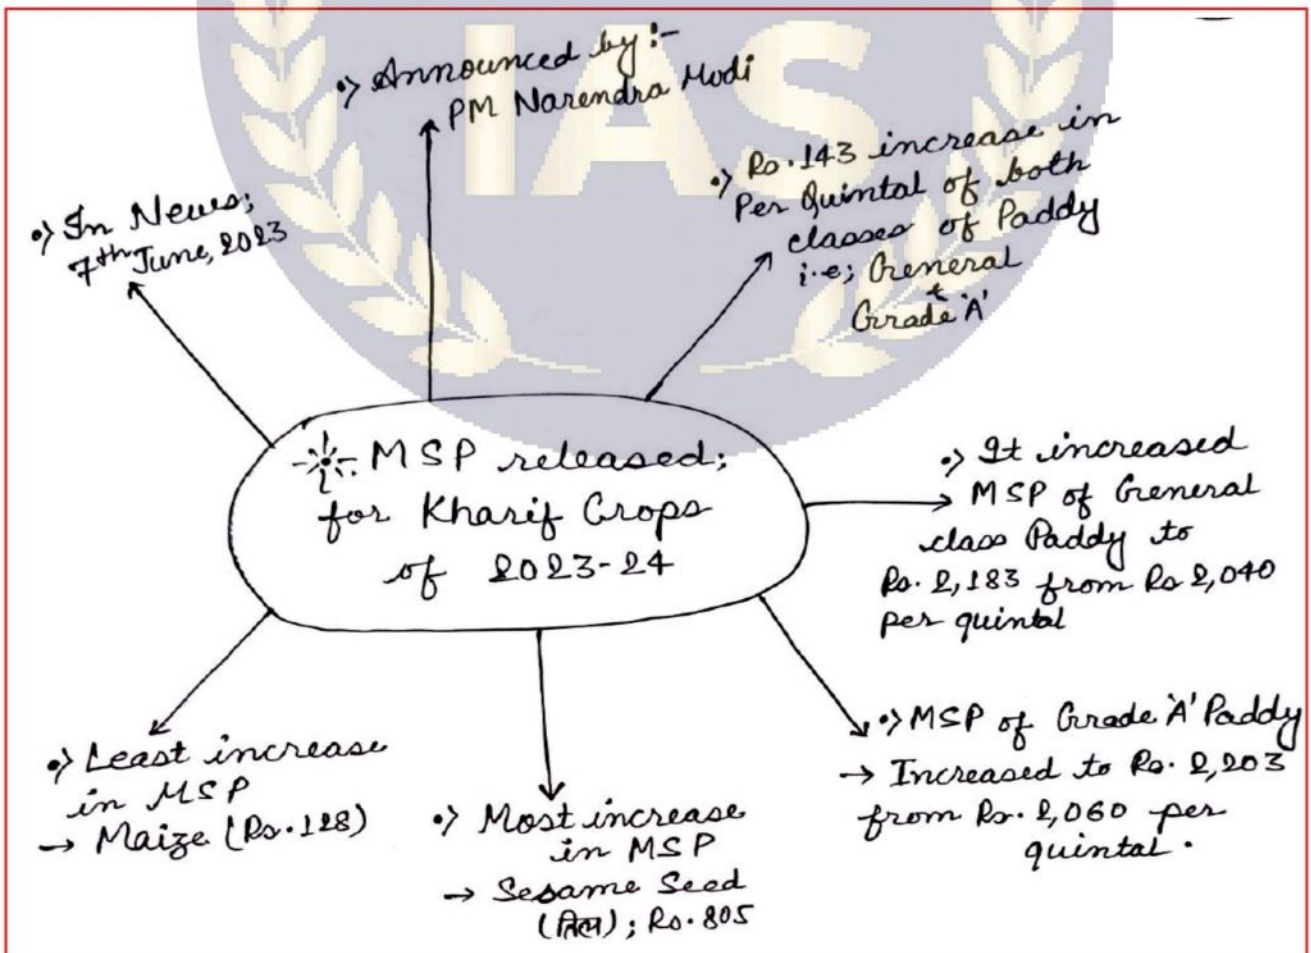 IAS
•> Announced by :-
PM Narendra Modi
•> In News;
7th June, 2023
•> Rs. 143 increase in
Per Quintal of both
classes of Paddy
i.e; General
+
Grade 'A'
MSP released;
for Kharif Crops
of 2023-24
•> It increased
MSP of General
class Paddy to
Rs. 2,183 from Rs 2,040
per quintal
•> MSP of Grade 'A' Paddy
→ Increased to Rs. 2,203
from Rs. 2,060 per
quintal.
•> Most increase
in MSP
→ Sesame Seed
(तिल); Rs. 805
•> Least increase
in MSP
→ Maize (Rs. 128)